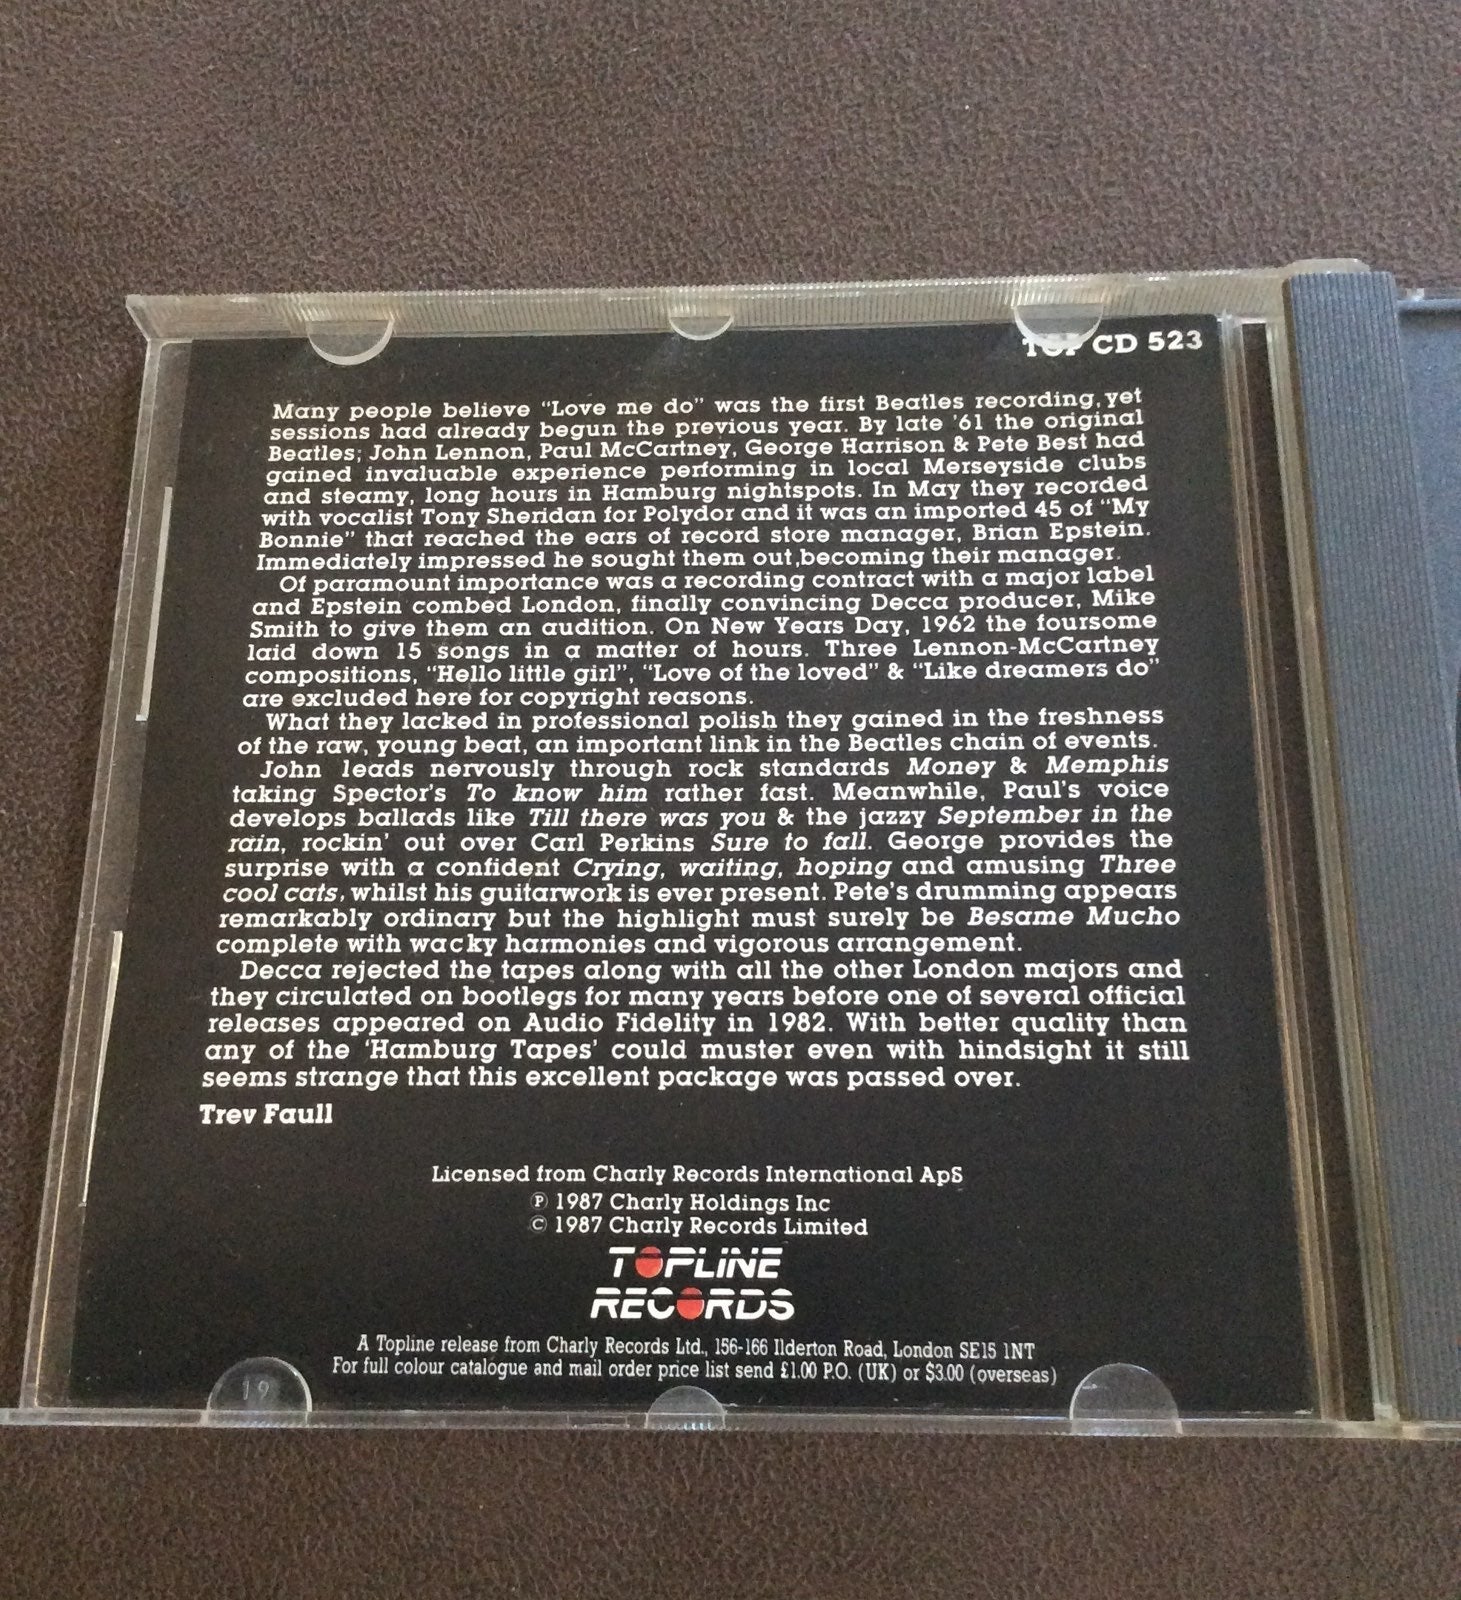 TOP CD 523
Many people believe “Love me do” was the first Beatles recording, yet
sessions had already begun the previous year. By late '61 the original
Beatles; John Lennon, Paul McCartney, George Harrison & Pete Best had
gained invaluable experience performing in local Merseyside clubs
and steamy, long hours in Hamburg nightspots. In May they recorded
with vocalist Tony Sheridan for Polydor and it was an imported 45 of “My
Bonnie” that reached the ears of record store manager, Brian Epstein.
Immediately impressed he sought them out,becoming their manager.
Of paramount importance was a recording contract with a major label
and Epstein combed London, finally convincing Decca producer, Mike
Smith to give them an audition. On New Years Day, 1962 the foursome
laid down 15 songs in a matter of hours. Three Lennon-McCartney
compositions, “Hello little girl”, “Love of the loved” & “Like dreamers do”
are excluded here for copyright reasons.
What they lacked in professional polish they gained in the freshness
of the raw, young beat, an important link in the Beatles chain of events.
John leads nervously through rock standards Money & Memphis
taking Spector's To know him rather fast. Meanwhile, Paul's voice
develops ballads like Till there was you & the jazzy September in the
rain, rockin' out over Carl Perkins Sure to fall. George provides the
surprise with a confident Crying, waiting, hoping and amusing Three
cool cats, whilst his guitarwork is ever present. Pete's drumming appears
remarkably ordinary but the highlight must surely be Besame Mucho
complete with wacky harmonies and vigorous arrangement.
Decca rejected the tapes along with all the other London majors and
they circulated on bootlegs for many years before one of several official
releases appeared on Audio Fidelity in 1982. With better quality than
any of the ‘Hamburg Tapes’ could muster even with hindsight it still
seems strange that this excellent package was passed over.
Trev Faull
Licensed from Charly Records International ApS
℗ 1987 Charly Holdings Inc
© 1987 Charly Records Limited
TOPLINE
RECORDS
A Topline release from Charly Records Ltd., 156-166 Ilderton Road, London SE15 1NT
For full colour catalogue and mail order price list send £1.00 P.O. (UK) or $3.00 (overseas)
19